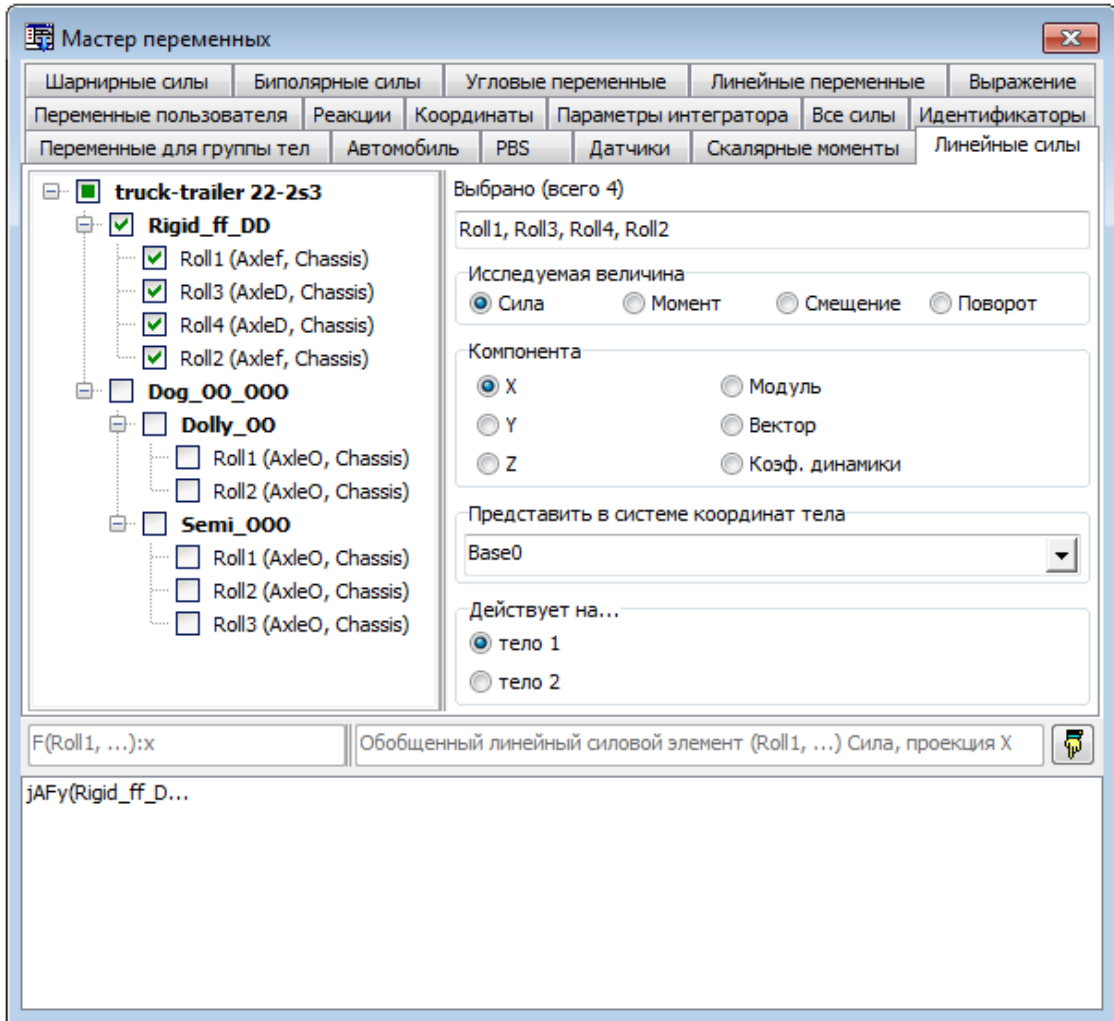 Мастер переменных
Шарнирные силы Биполярные силы Угловые переменные Линейные переменные Выражение
Переменные пользователя Реакции Координаты Параметры интегратора Все силы Идентификаторы
Переменные для группы тел Автомобиль PBS Датчики Скалярные моменты Линейные силы
truck-trailer 22-2s3
Rigid_ff_DD
Roll1 (Axlef, Chassis)
Roll3 (AxleD, Chassis)
Roll4 (AxleD, Chassis)
Roll2 (Axlef, Chassis)
Dog_OO_OOO
Dolly_OO
Roll1 (AxleO, Chassis)
Roll2 (AxleO, Chassis)
Semi_OOO
Roll1 (AxleO, Chassis)
Roll2 (AxleO, Chassis)
Roll3 (AxleO, Chassis)
Выбрано (всего 4)
Roll1, Roll3, Roll4, Roll2
Исследуемая величина
Сила Момент Смещение Поворот
Компонента
X Модуль
Y Вектор
Z Коэф. динамики
Представить в системе координат тела
Base0
Действует на...
тело 1
тело 2
F(Roll1, ...):x Обобщенный линейный силовой элемент (Roll1, ...) Сила, проекция X
jAFy(Rigid_ff_D...